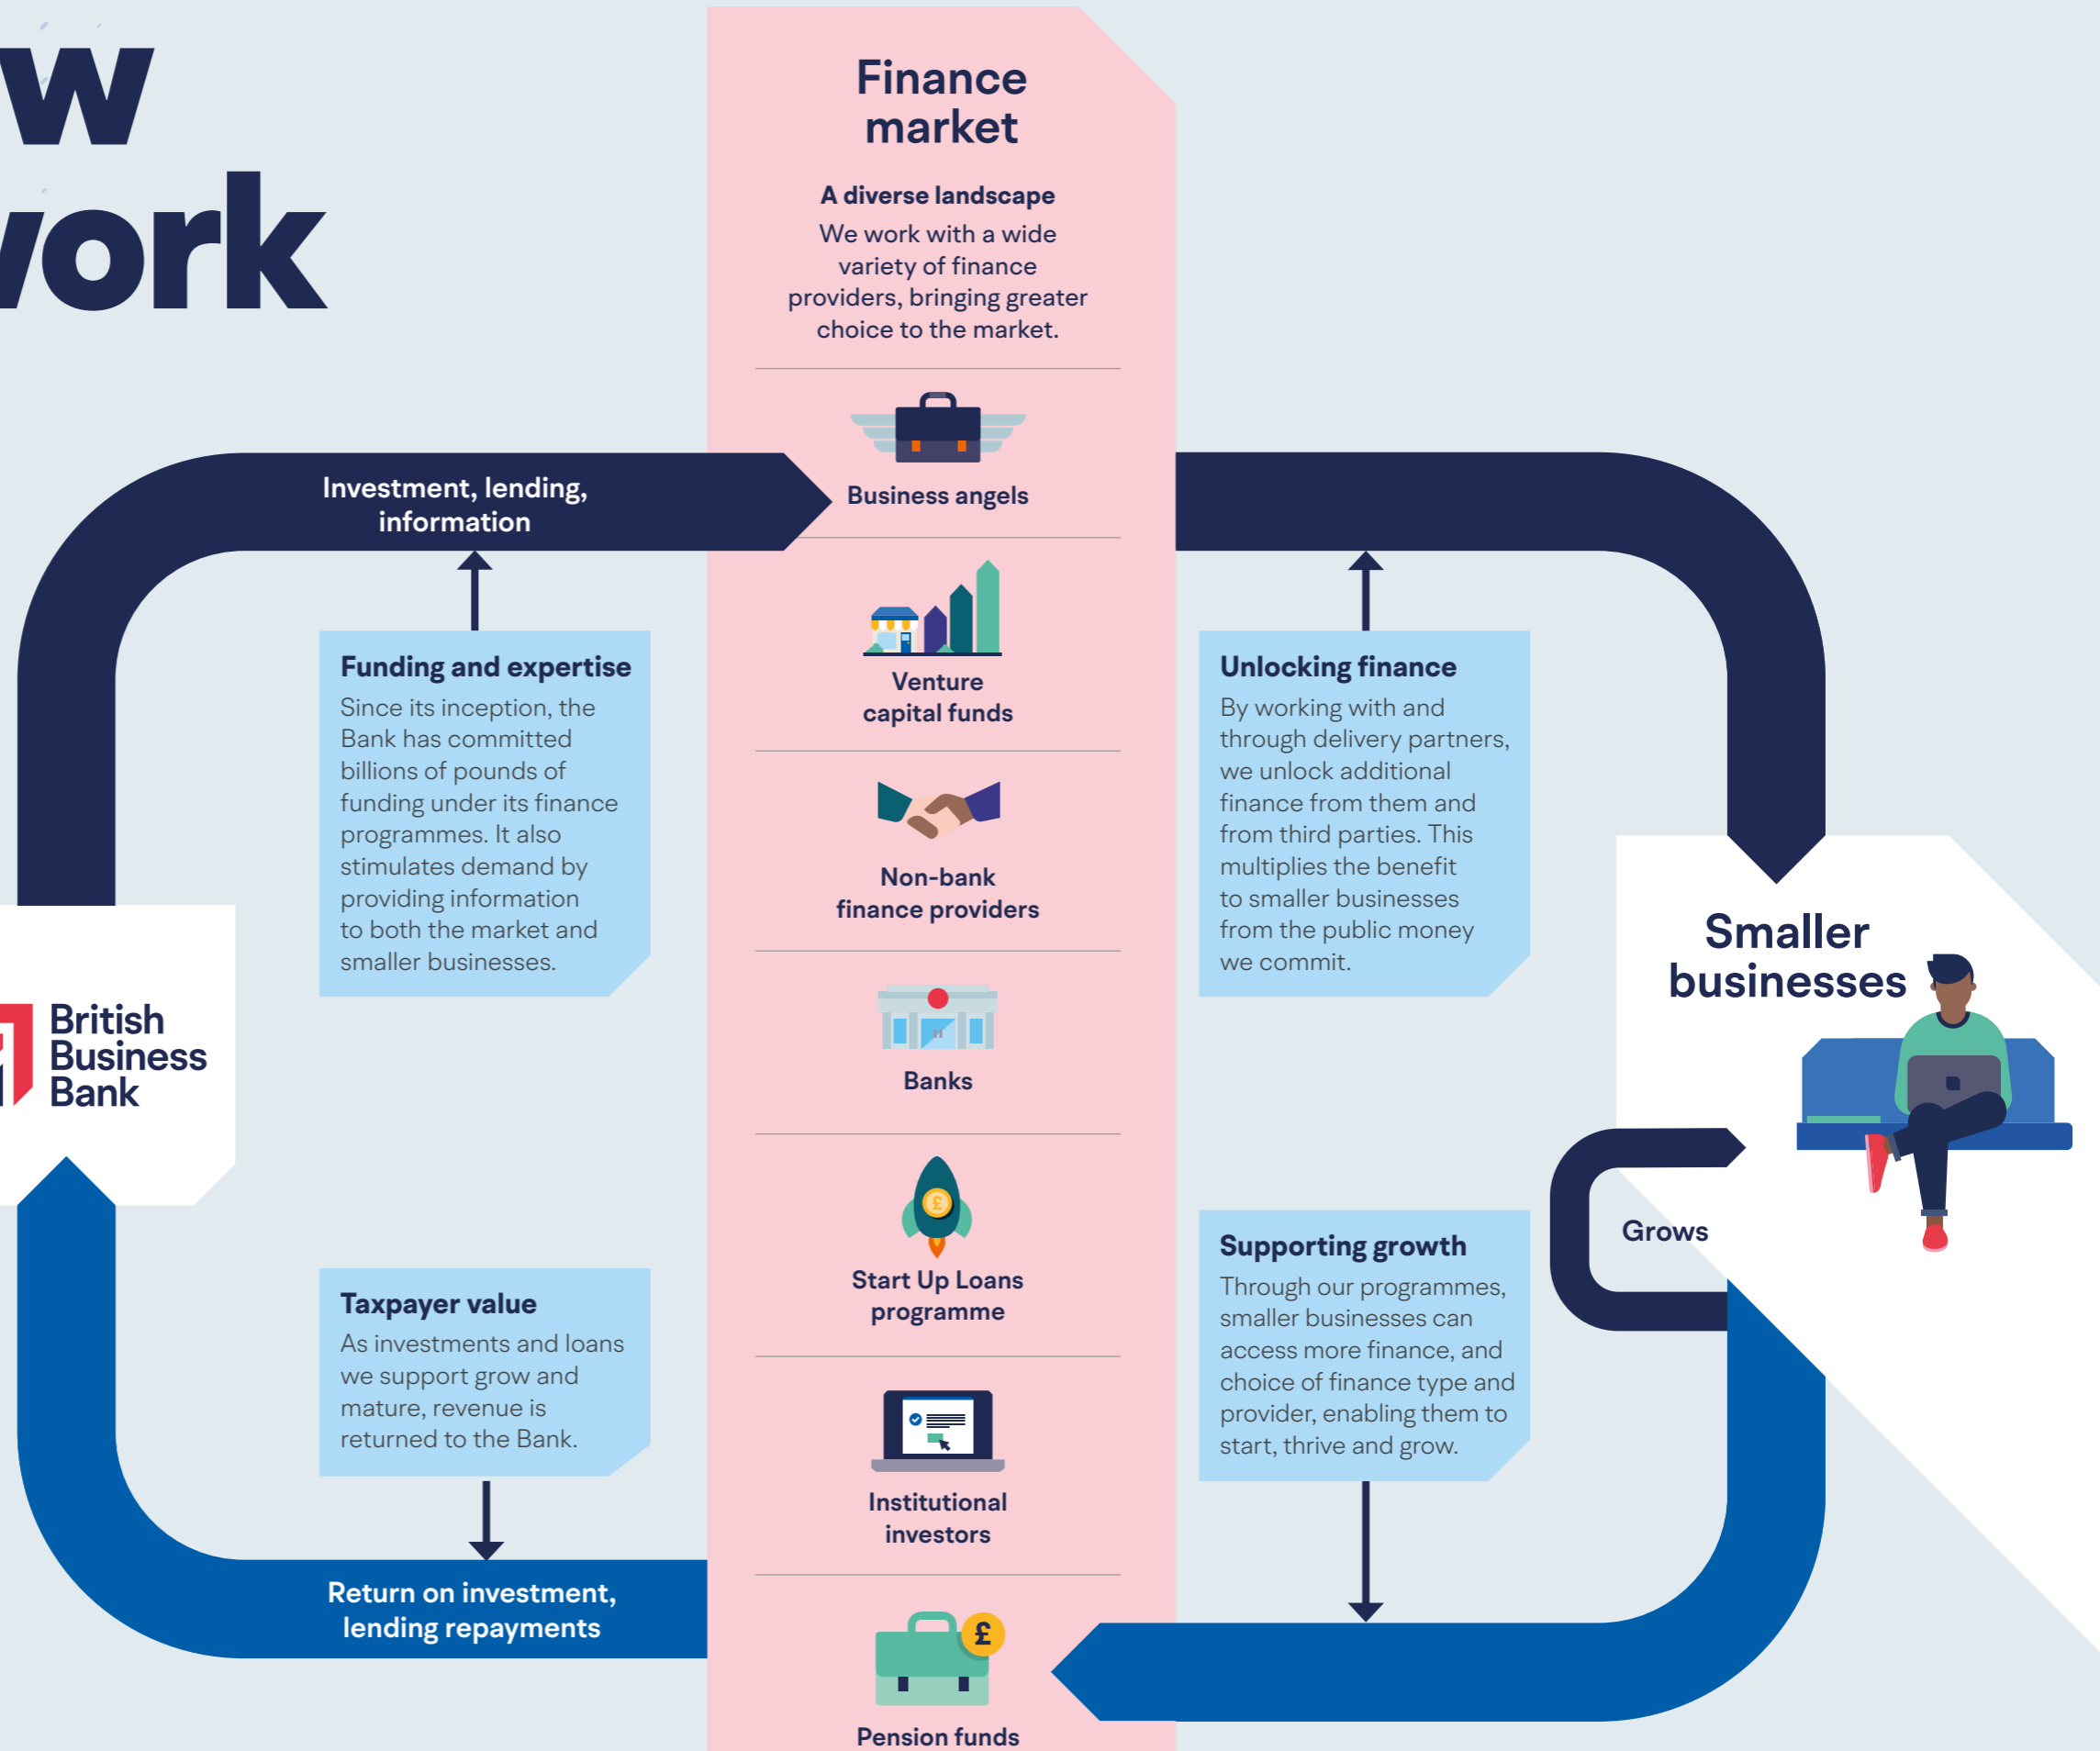 w
work
Finance
market
A diverse landscape
We work with a wide
variety of finance
providers, bringing greater
choice to the market.
Business angels
Venture
capital funds
Non-bank
finance providers
Banks
£
Start Up Loans
programme
Institutional
investors
£
Pension funds
Investment, lending,
information
Funding and expertise
Since its inception, the
Bank has committed
billions of pounds of
funding under its finance
programmes. It also
stimulates demand by
providing information
to both the market and
smaller businesses.
British
Business
Bank
Taxpayer value
As investments and loans
we support grow and
mature, revenue is
returned to the Bank.
Return on investment,
lending repayments
Unlocking finance
By working with and
through delivery partners,
we unlock additional
finance from them and
from third parties. This
multiplies the benefit
to smaller businesses
from the public money
we commit.
Smaller
businesses
Grows
Supporting growth
Through our programmes,
smaller businesses can
access more finance, and
choice of finance type and
provider, enabling them to
start, thrive and grow.